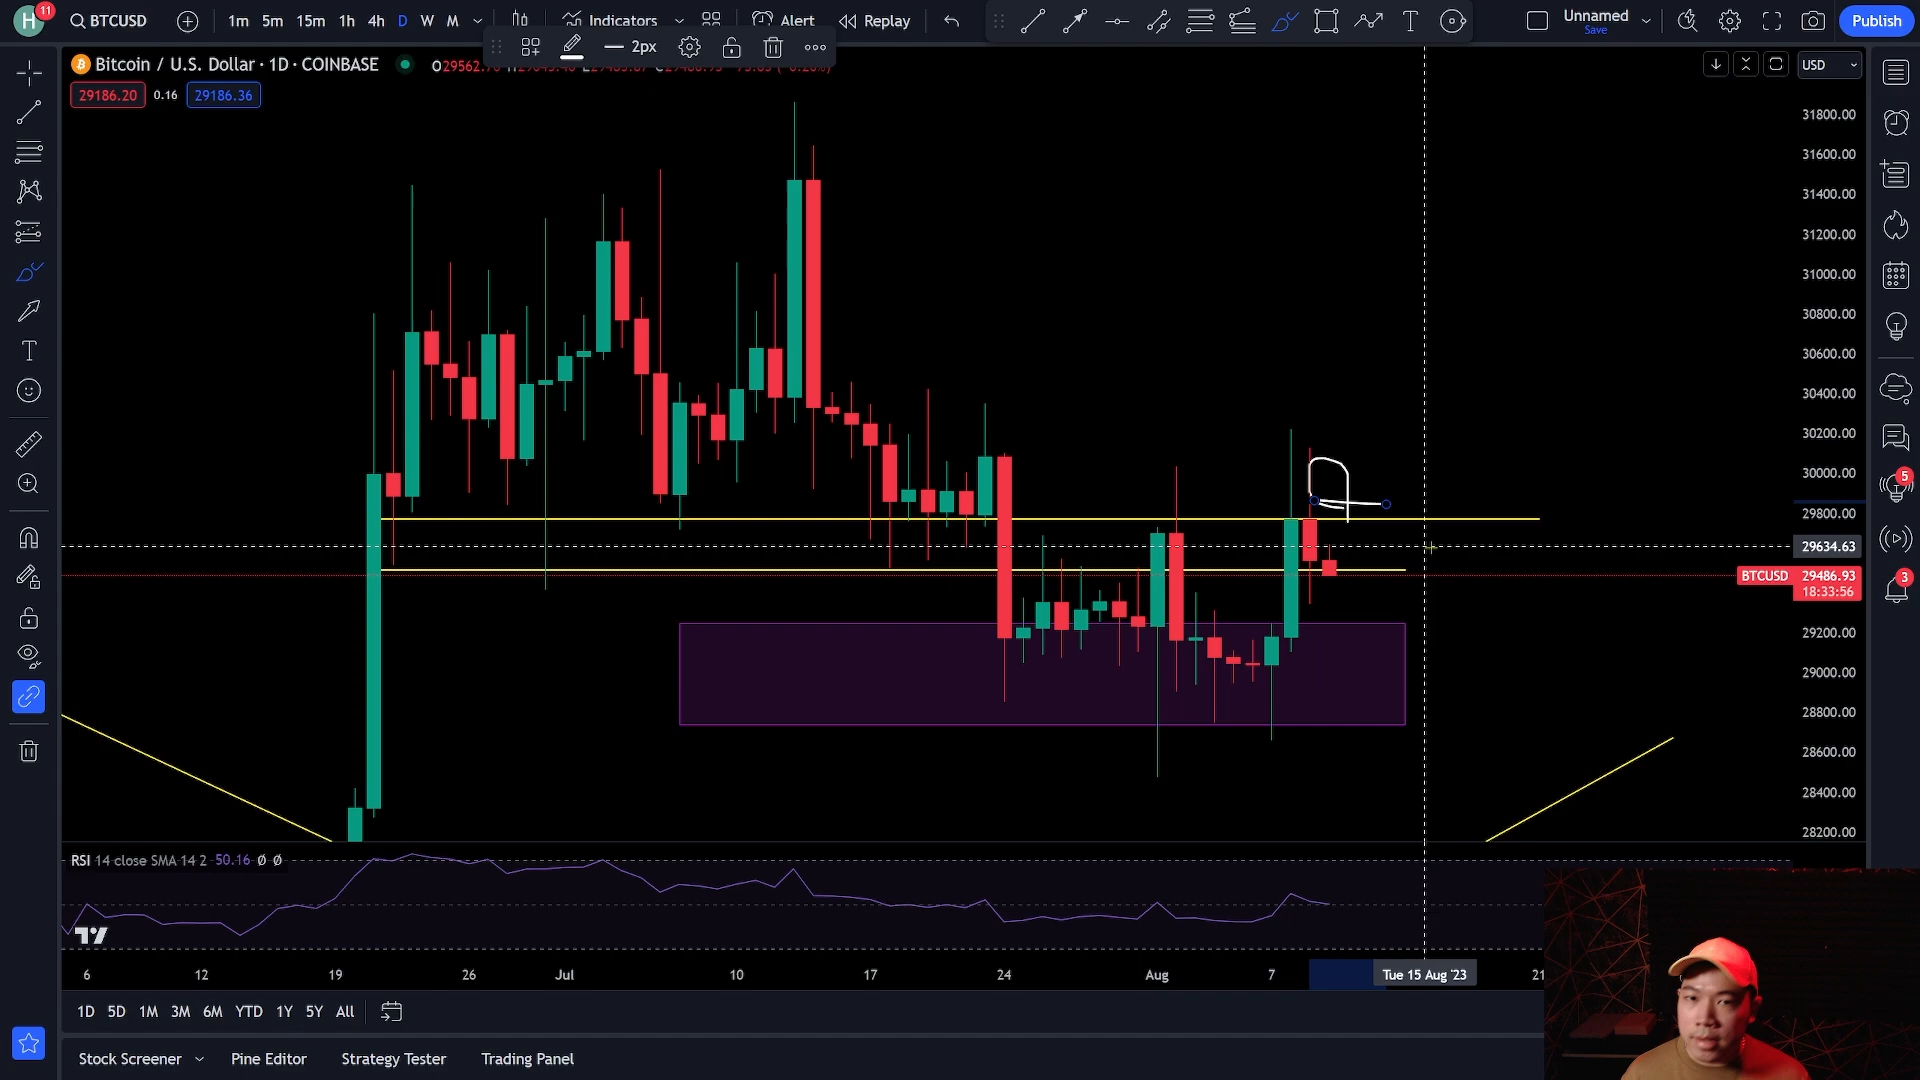 H 11 BTCUSD 1m 5m 15m 1h 4h D W M Indicators Alert Replay T Unnamed Save Publish
2px
Bitcoin / U.S. Dollar · 1D · COINBASE O29562.
USD
29186.20 0.16 29186.36
31800.00
31600.00
31400.00
31200.00
31000.00
30800.00
30600.00
30400.00
30200.00
30000.00
29800.00
29634.63
BTCUSD 29486.93
18:33:56
29200.00
29000.00
28800.00
28600.00
28400.00
28200.00
5
3
RSI 14 close SMA 14 2 50.16 Ø Ø
6 12 19 26 Jul 10 17 24 Aug 7 Tue 15 Aug '23 21
1D 5D 1M 3M 6M YTD 1Y 5Y All
Stock Screener Pine Editor Strategy Tester Trading Panel